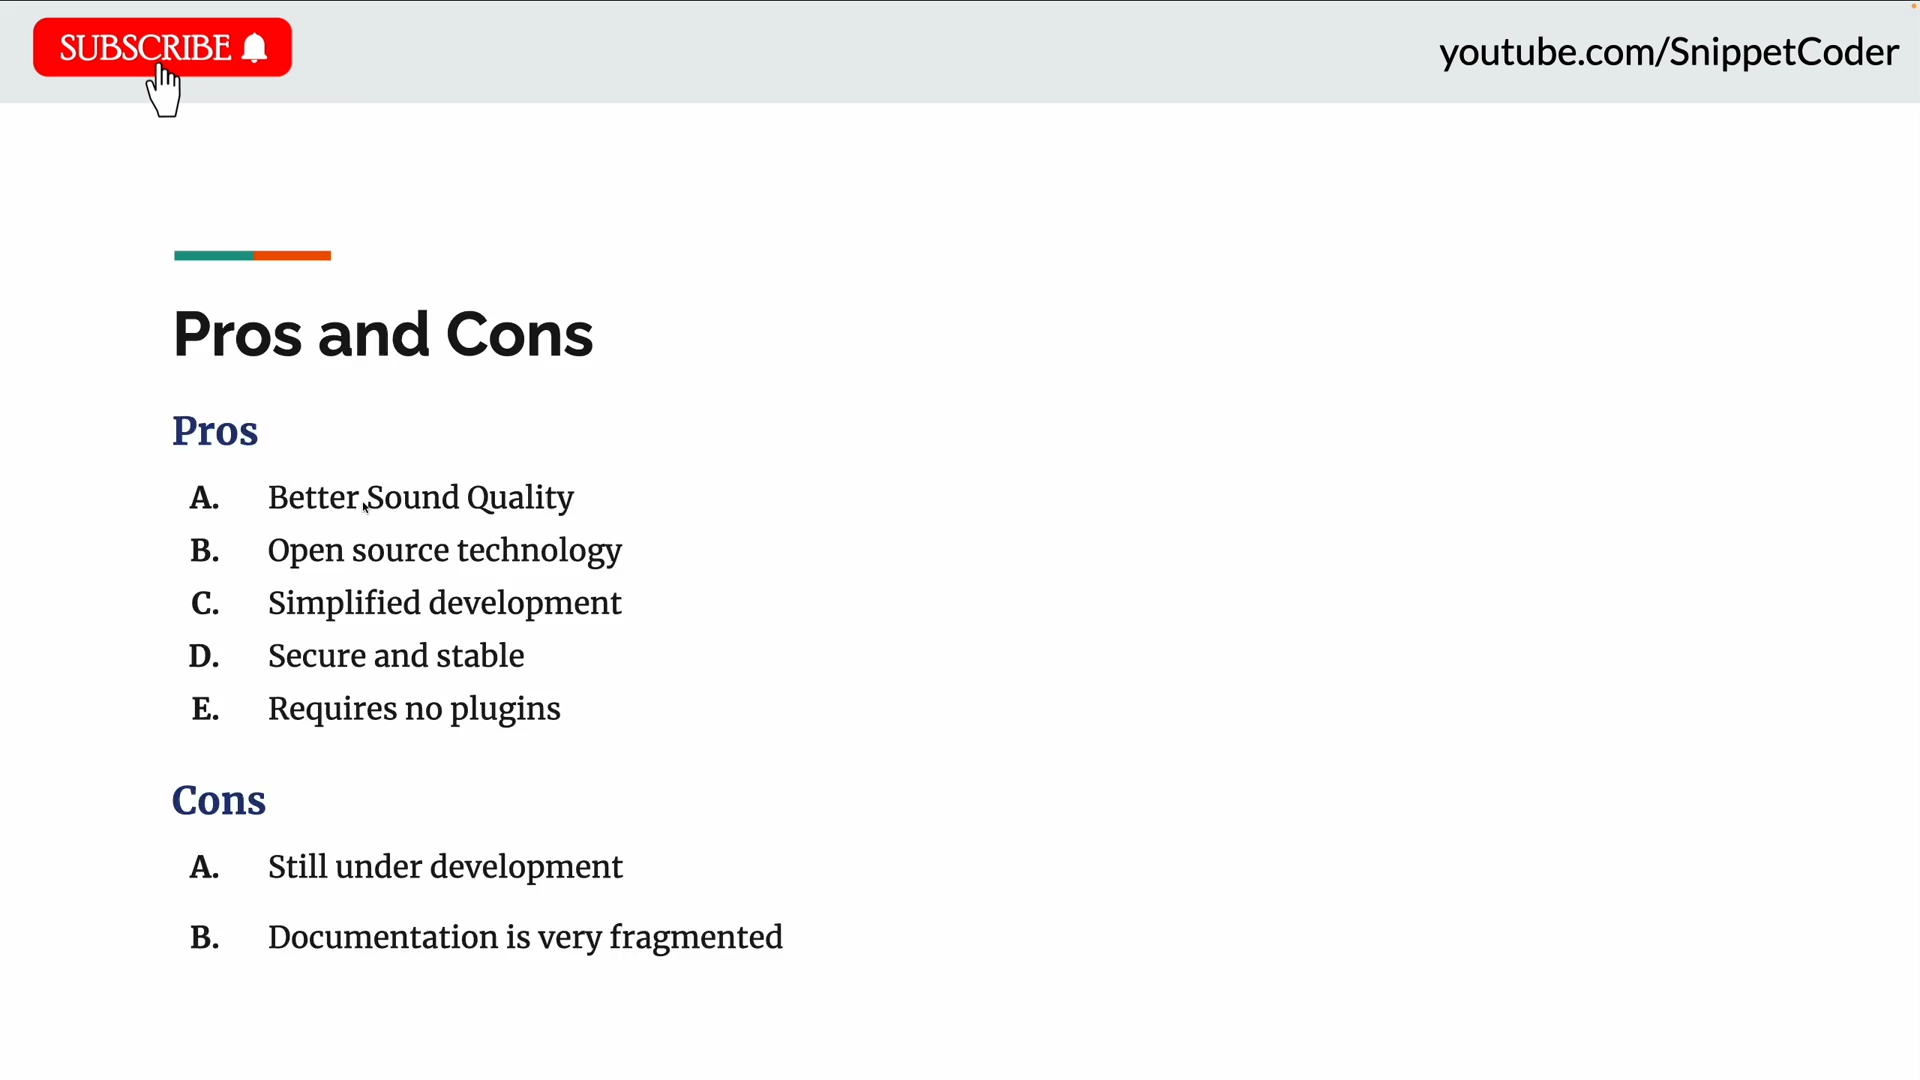 SUBSCRIBE
youtube.com/SnippetCoder
Pros and Cons
Pros
A. Better Sound Quality
B. Open source technology
C. Simplified development
D. Secure and stable
E. Requires no plugins
Cons
A. Still under development
B. Documentation is very fragmented